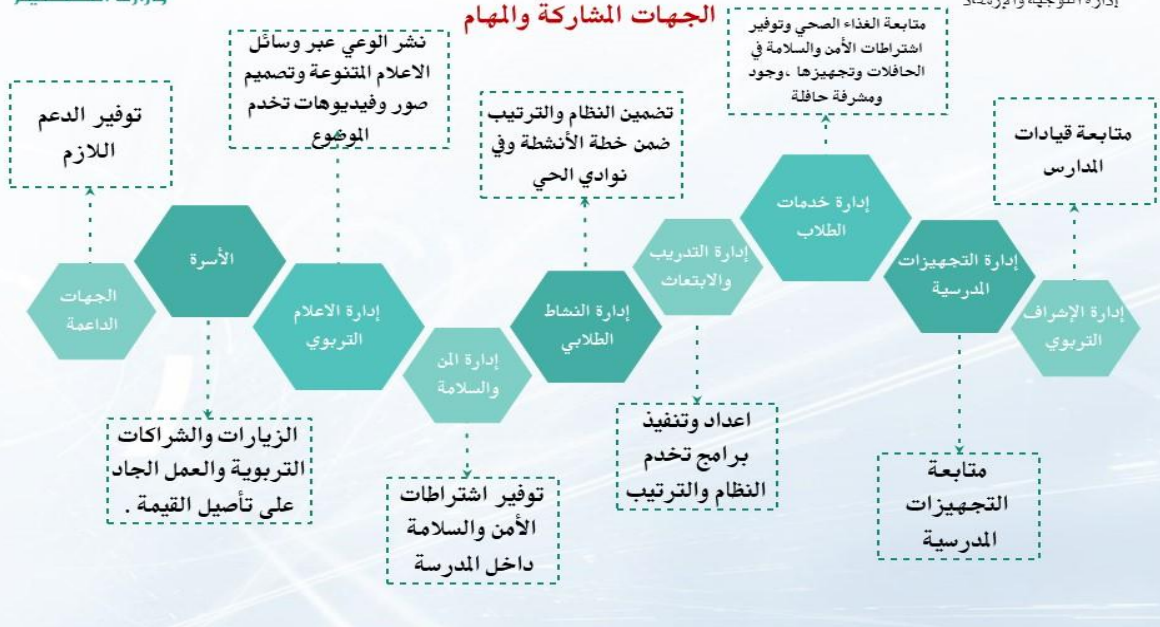 إدارة التوجيه والإرشاد
الجهات المشاركة والمهام
متابعة قيادات
المدارس
إدارة الإشراف
التربوي
إدارة التجهيزات
المدرسية
متابعة
التجهيزات
المدرسية
متابعة الغذاء الصحي وتوفير
اشتراطات الأمن والسلامة في
الحافلات وتجهيزها ،وجود
ومشرفة حافلة
إدارة خدمات
الطلاب
إدارة التدريب
والابتعاث
اعداد وتنفيذ
برامج تخدم
النظام والترتيب
تضمين النظام والترتيب
ضمن خطة الأنشطة وفي
نوادي الحي
إدارة النشاط
الطلابي
إدارة المن
والسلامة
توفير اشتراطات
الأمن والسلامة
داخل المدرسة
نشر الوعي عبر وسائل
الاعلام المتنوعة وتصميم
صور وفيديوهات تخدم
الموضوع
إدارة الاعلام
التربوي
الأسرة
الزيارات والشراكات
التربوية والعمل الجاد
على تأصيل القيمة .
توفير الدعم
اللازم
الجهات
الداعمة